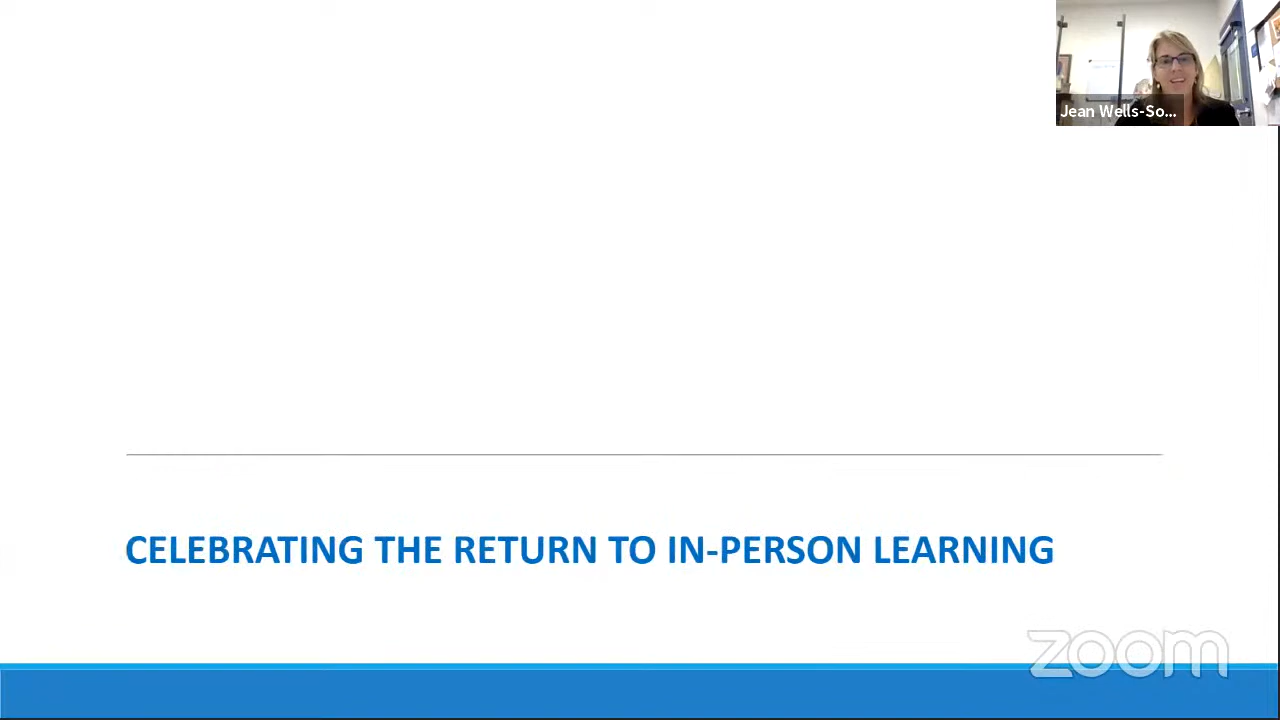 Jean Wells-So...
CELEBRATING THE RETURN TO IN-PERSON LEARNING
zoom